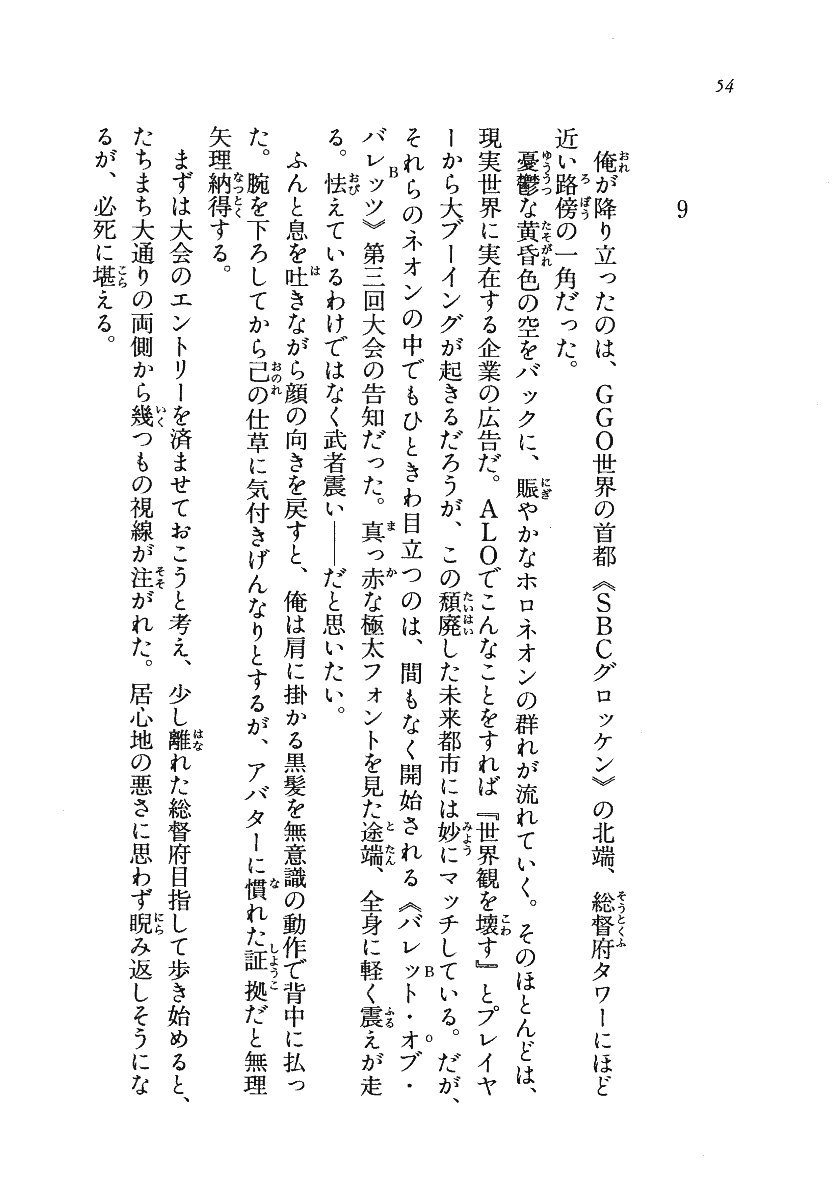 54
9
　俺が降り立ったのは、ＧＧＯ世界の首都《ＳＢＣグロッケン》の北端、総督府タワーにほど
近い路傍の一角だった。
　憂鬱な黄昏色の空をバックに、賑やかなホロネオンの群れが流れていく。そのほとんどは、
現実世界に実在する企業の広告だ。ＡＬＯでこんなことをすれば『世界観を壊す』とプレイヤ
ーから大ブーイングが起きるだろうが、この頽廃した未来都市には妙にマッチしている。だが、
それらのネオンの中でもひときわ目立つのは、間もなく開始される《バレット・オブ・
バレッツ》第三回大会の告知だった。真っ赤な極太フォントを見た途端、全身に軽く震えが走
る。怯えているわけではなく武者震い――だと思いたい。
　ふんと息を吐きながら顔の向きを戻すと、俺は肩に掛かる黒髪を無意識の動作で背中に払っ
た。腕を下ろしてから己の仕草に気付きげんなりとするが、アバターに慣れた証拠だと無理
矢理納得する。
　まずは大会のエントリーを済ませておこうと考え、少し離れた総督府目指して歩き始めると、
たちまち大通りの両側から幾つもの視線が注がれた。居心地の悪さに思わず睨み返しそうにな
るが、必死に堪える。